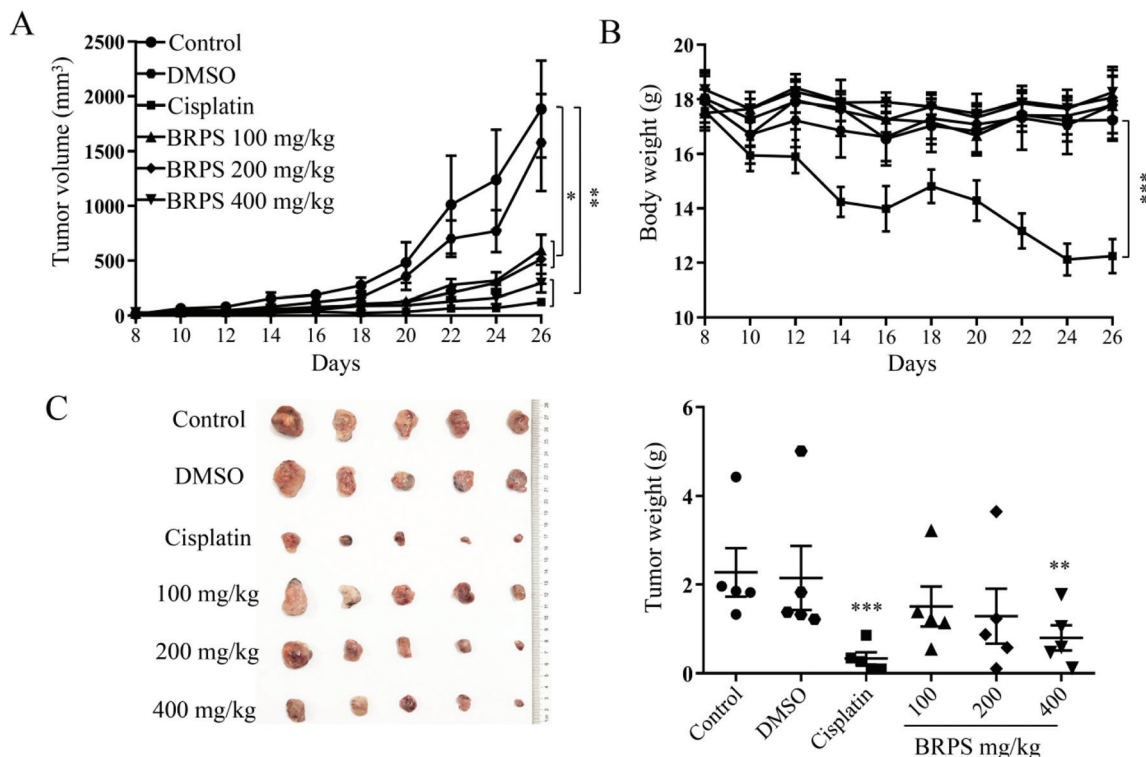 A
Tumor volume (mm³)
2500
2000
1500
1000
500
0
Control
DMSO
Cisplatin
BRPS 100 mg/kg
BRPS 200 mg/kg
BRPS 400 mg/kg
*
**
8 10 12 14 16 18 20 22 24 26
Days
B
Body weight (g)
20
18
16
14
12
10
***
8 10 12 14 16 18 20 22 24 26
Days
C
Control
DMSO
Cisplatin
100 mg/kg
200 mg/kg
400 mg/kg
Tumor weight (g)
6
4
2
0
***
**
Control DMSO Cisplatin 100 200 400
BRPS mg/kg